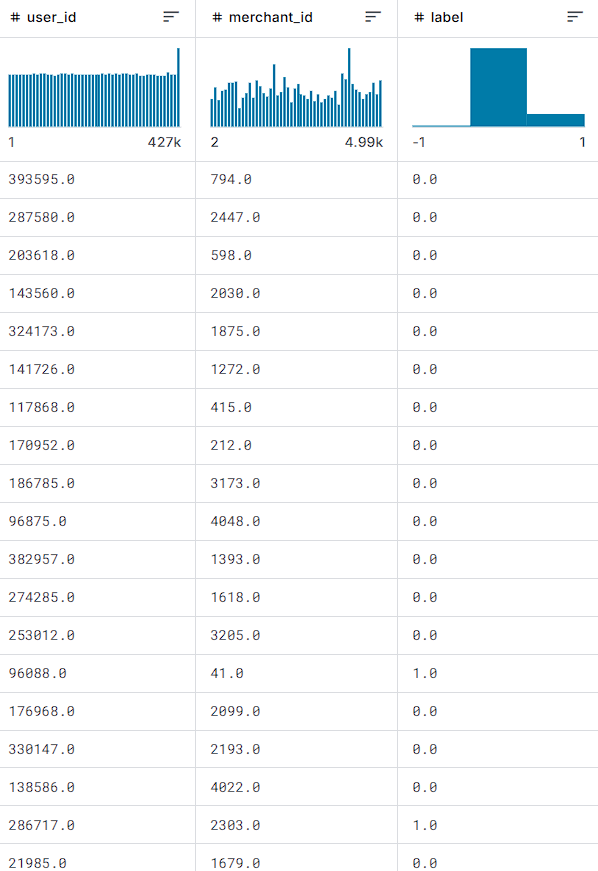 # user_id # merchant_id # label
1 427k 2 4.99k -1 1
393595.0 794.0 0.0
287580.0 2447.0 0.0
203618.0 598.0 0.0
143560.0 2030.0 0.0
324173.0 1875.0 0.0
141726.0 1272.0 0.0
117868.0 415.0 0.0
170952.0 212.0 0.0
186785.0 3173.0 0.0
96875.0 4048.0 0.0
382957.0 1393.0 0.0
274285.0 1618.0 0.0
253012.0 3205.0 0.0
96088.0 41.0 1.0
176968.0 2099.0 0.0
330147.0 2193.0 0.0
138586.0 4022.0 0.0
286717.0 2303.0 1.0
21985.0 1679.0 0.0